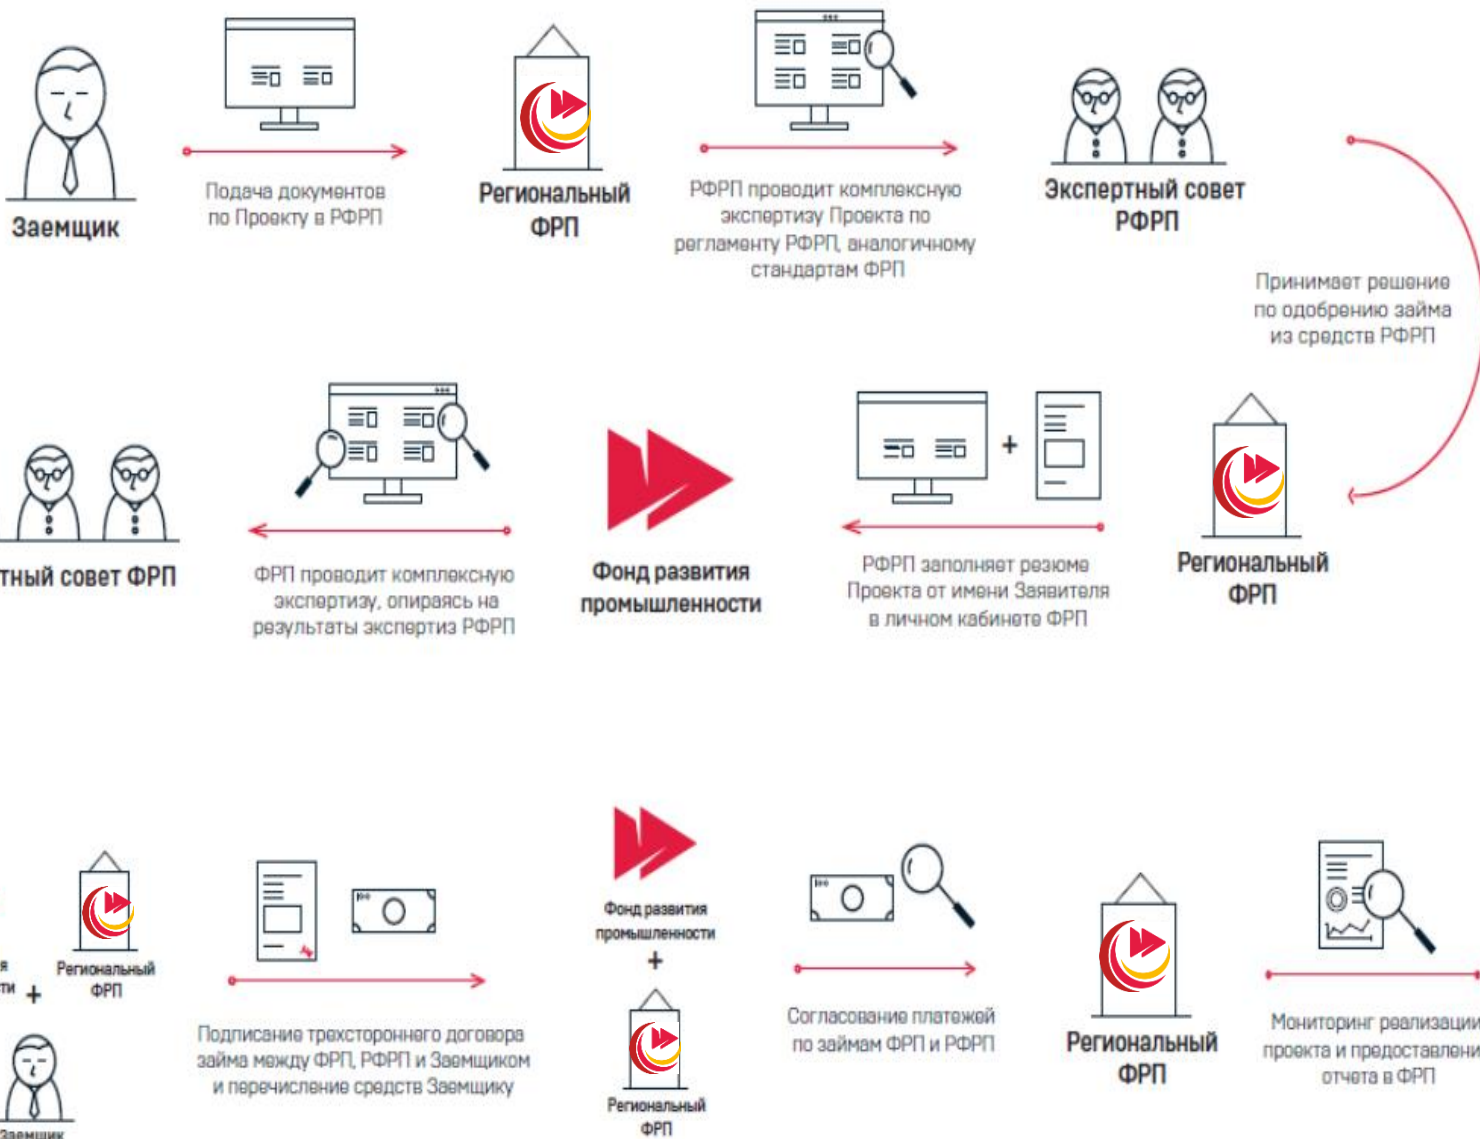 Заемщик
Подача документов
по Проекту в РФРП
Региональный
ФРП
РФРП проводит комплексную
экспертизу Проекта по
регламенту РФРП, аналогичному
стандартам ФРП
Экспертный совет
РФРП
Принимает решение
по одобрению займа
из средств РФРП
Региональный
ФРП
+
РФРП заполняет резюме
Проекта от имени Заявителя
в личном кабинете ФРП
Фонд развития
промышленности
ФРП проводит комплексную
экспертизу, опираясь на
результаты экспертиз РФРП
тный совет ФРП
я
ти +
Региональный
ФРП
Заемщик
Подписание трехстороннего договора
займа между ФРП, РФРП и Заемщиком
и перечисление средств Заемщику
Фонд развития
промышленности
+
Региональный
ФРП
Согласование платежей
по займам ФРП и РФРП
Региональный
ФРП
Мониторинг реализации
проекта и предоставлени
отчета в ФРП